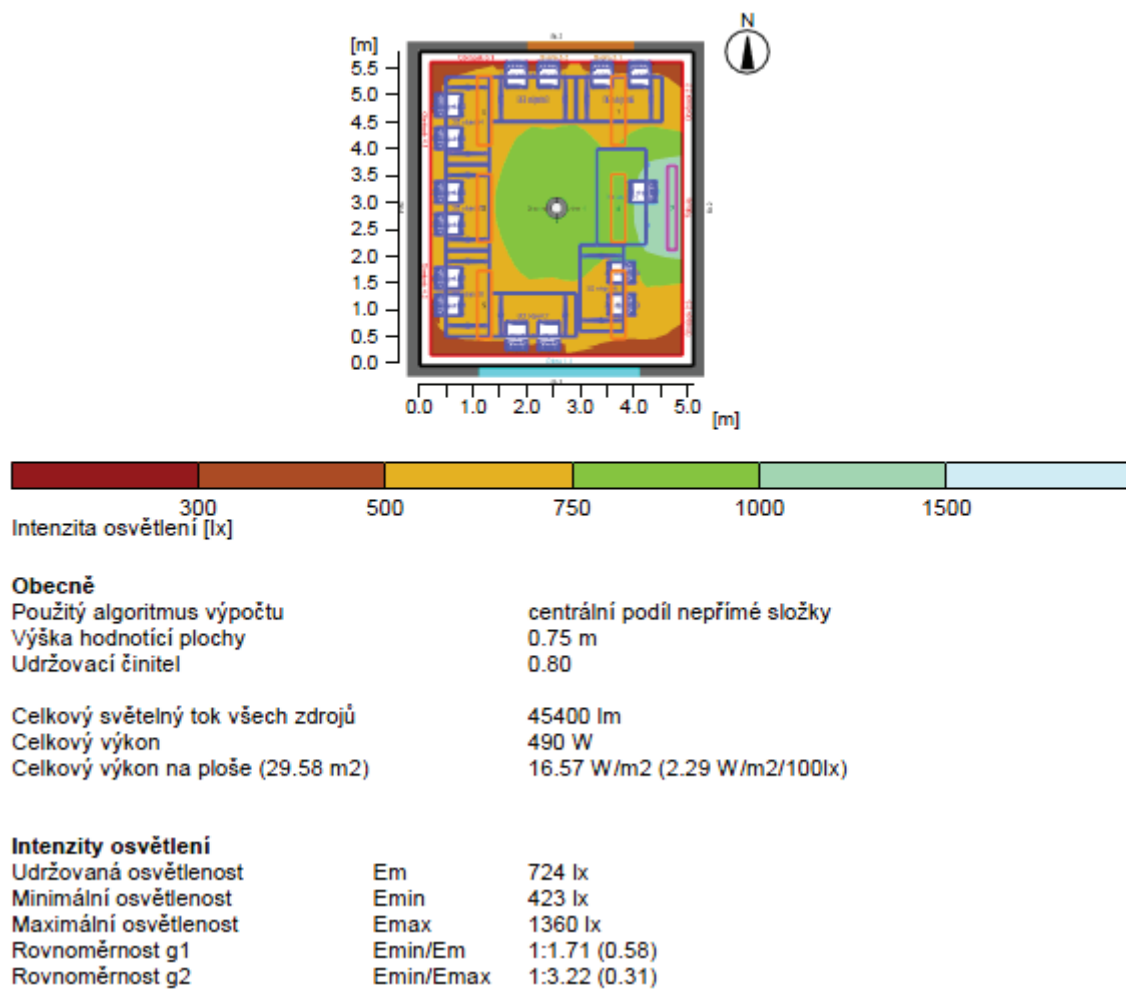 N
[m]
5.5
5.0
4.5
4.0
3.5
3.0
2.5
2.0
1.5
1.0
0.5
0.0
0.0 1.0 2.0 3.0 4.0 5.0
[m]
300 500 750 1000 1500
Intenzita osvětlení [lx]
Obecně
Použitý algoritmus výpočtu centrální podíl nepřímé složky
Výška hodnotící plochy 0.75 m
Udržovací činitel 0.80
Celkový světelný tok všech zdrojů 45400 lm
Celkový výkon 490 W
Celkový výkon na ploše (29.58 m2) 16.57 W/m2 (2.29 W/m2/100lx)
Intenzity osvětlení
Udržovaná osvětlenost Em 724 lx
Minimální osvětlenost Emin 423 lx
Maximální osvětlenost Emax 1360 lx
Rovnoměrnost g1 Emin/Em 1:1.71 (0.58)
Rovnoměrnost g2 Emin/Emax 1:3.22 (0.31)